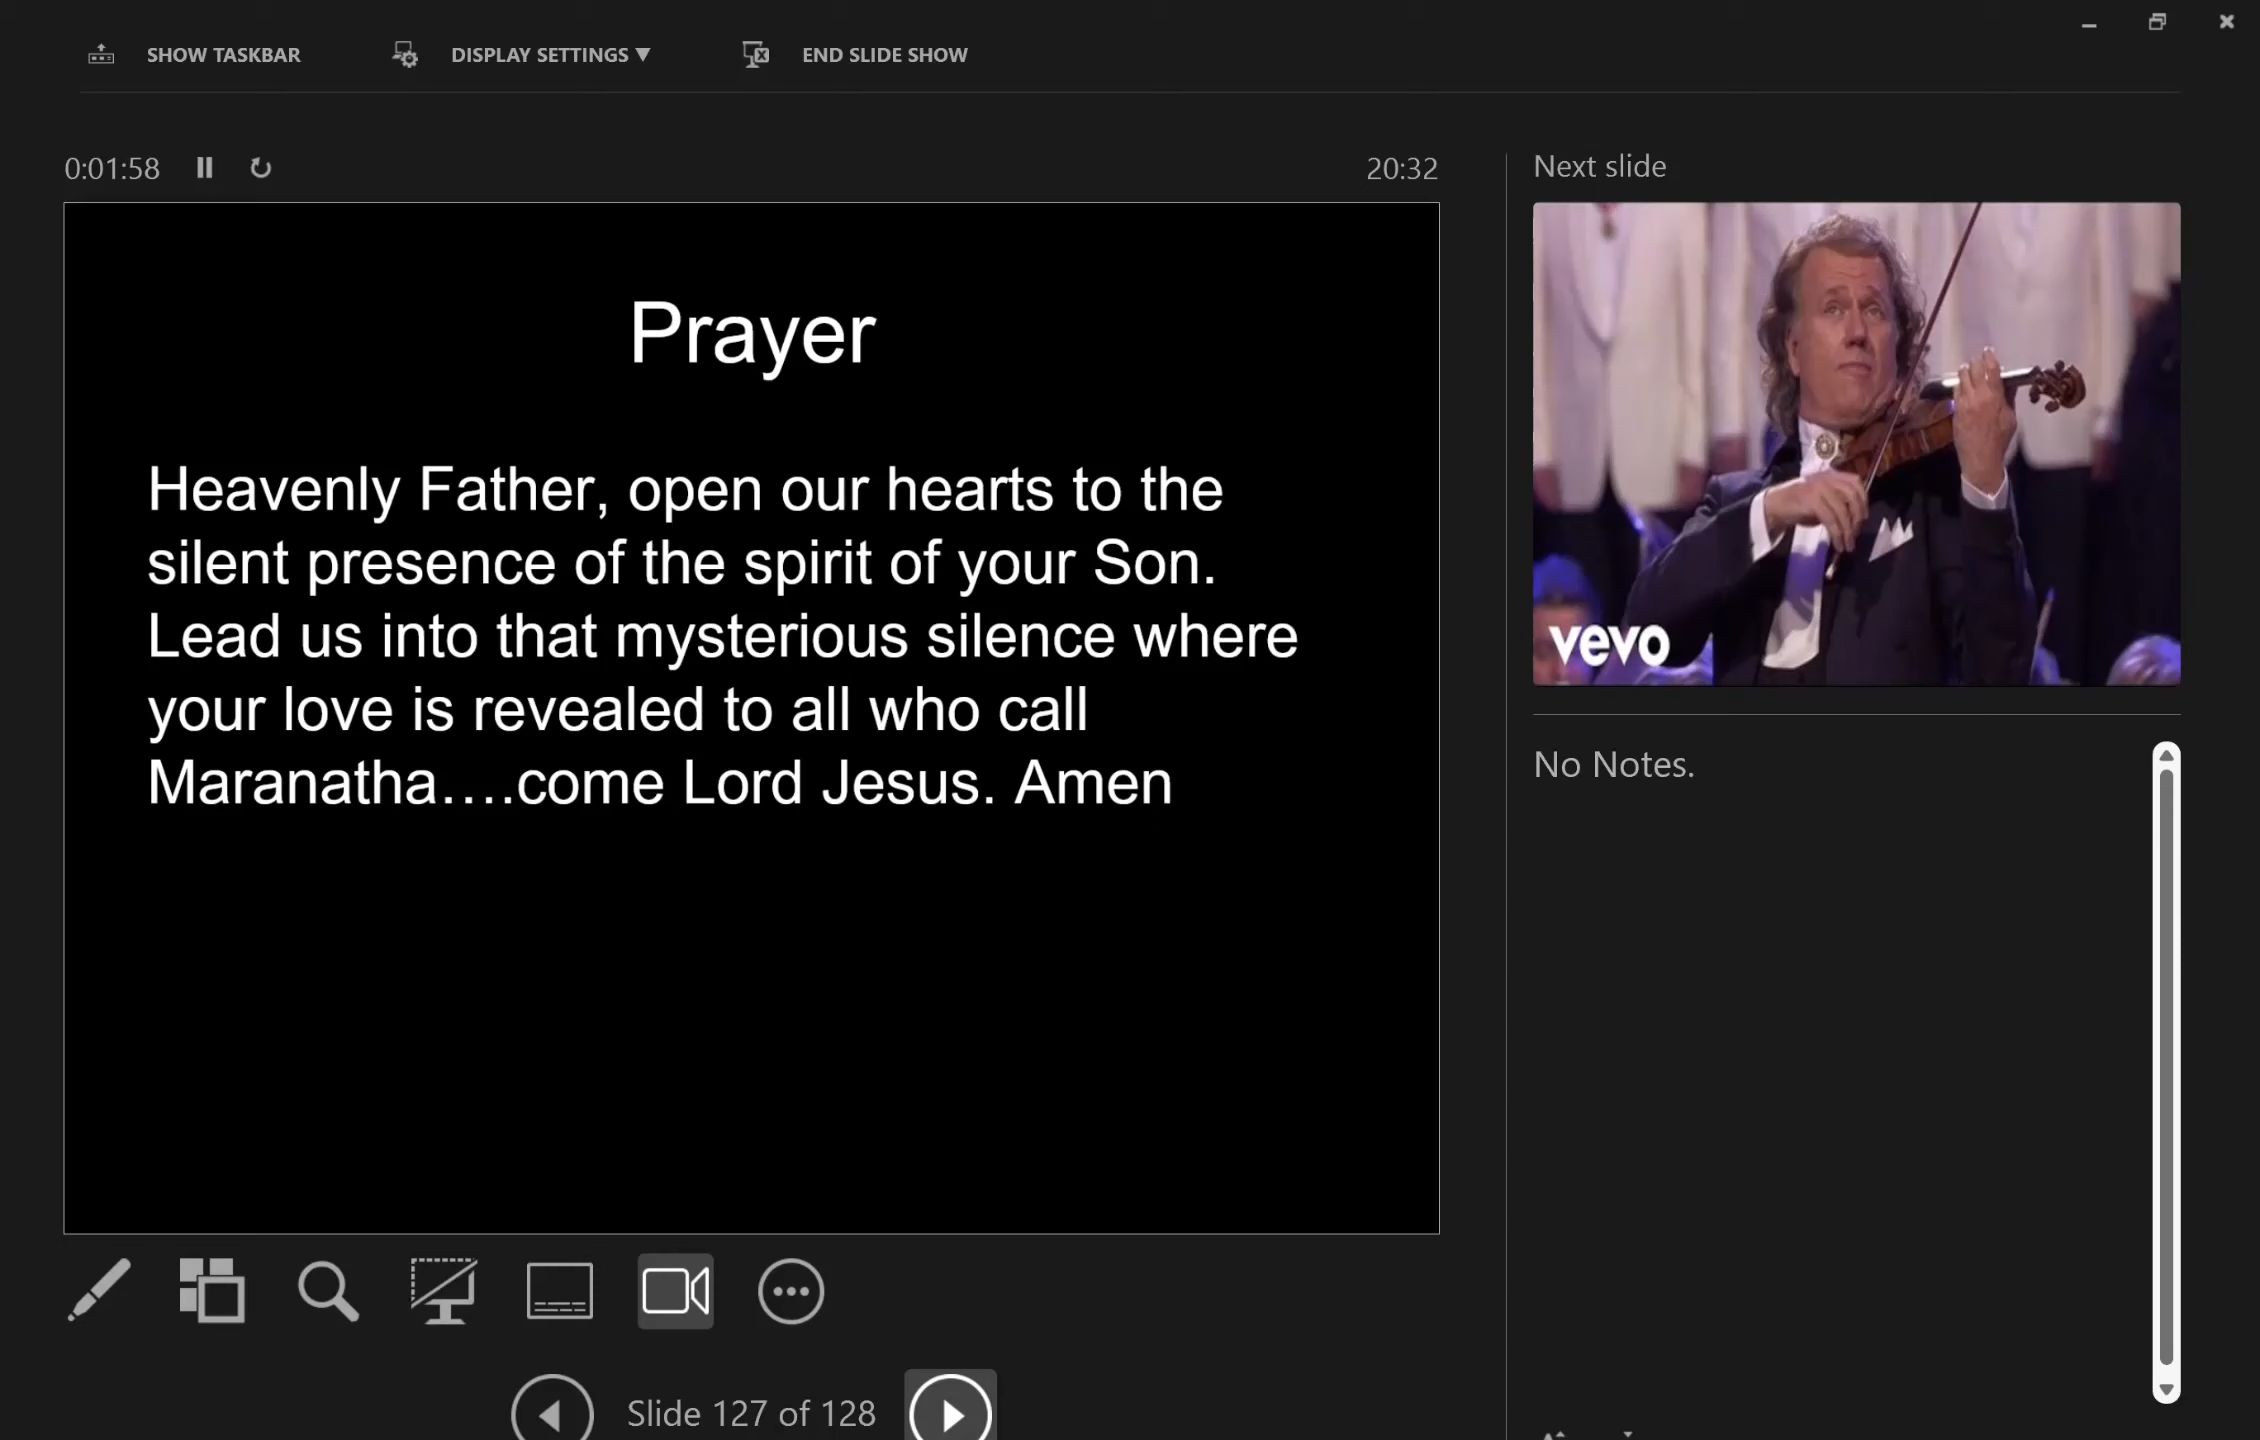 SHOW TASKBAR
DISPLAY SETTINGS ▼
END SLIDE SHOW
0:01:58
20:32
Next slide
Prayer
Heavenly Father, open our hearts to the
silent presence of the spirit of your Son.
Lead us into that mysterious silence where
your love is revealed to all who call
Maranatha….come Lord Jesus. Amen
vevo
No Notes.
Slide 127 of 128